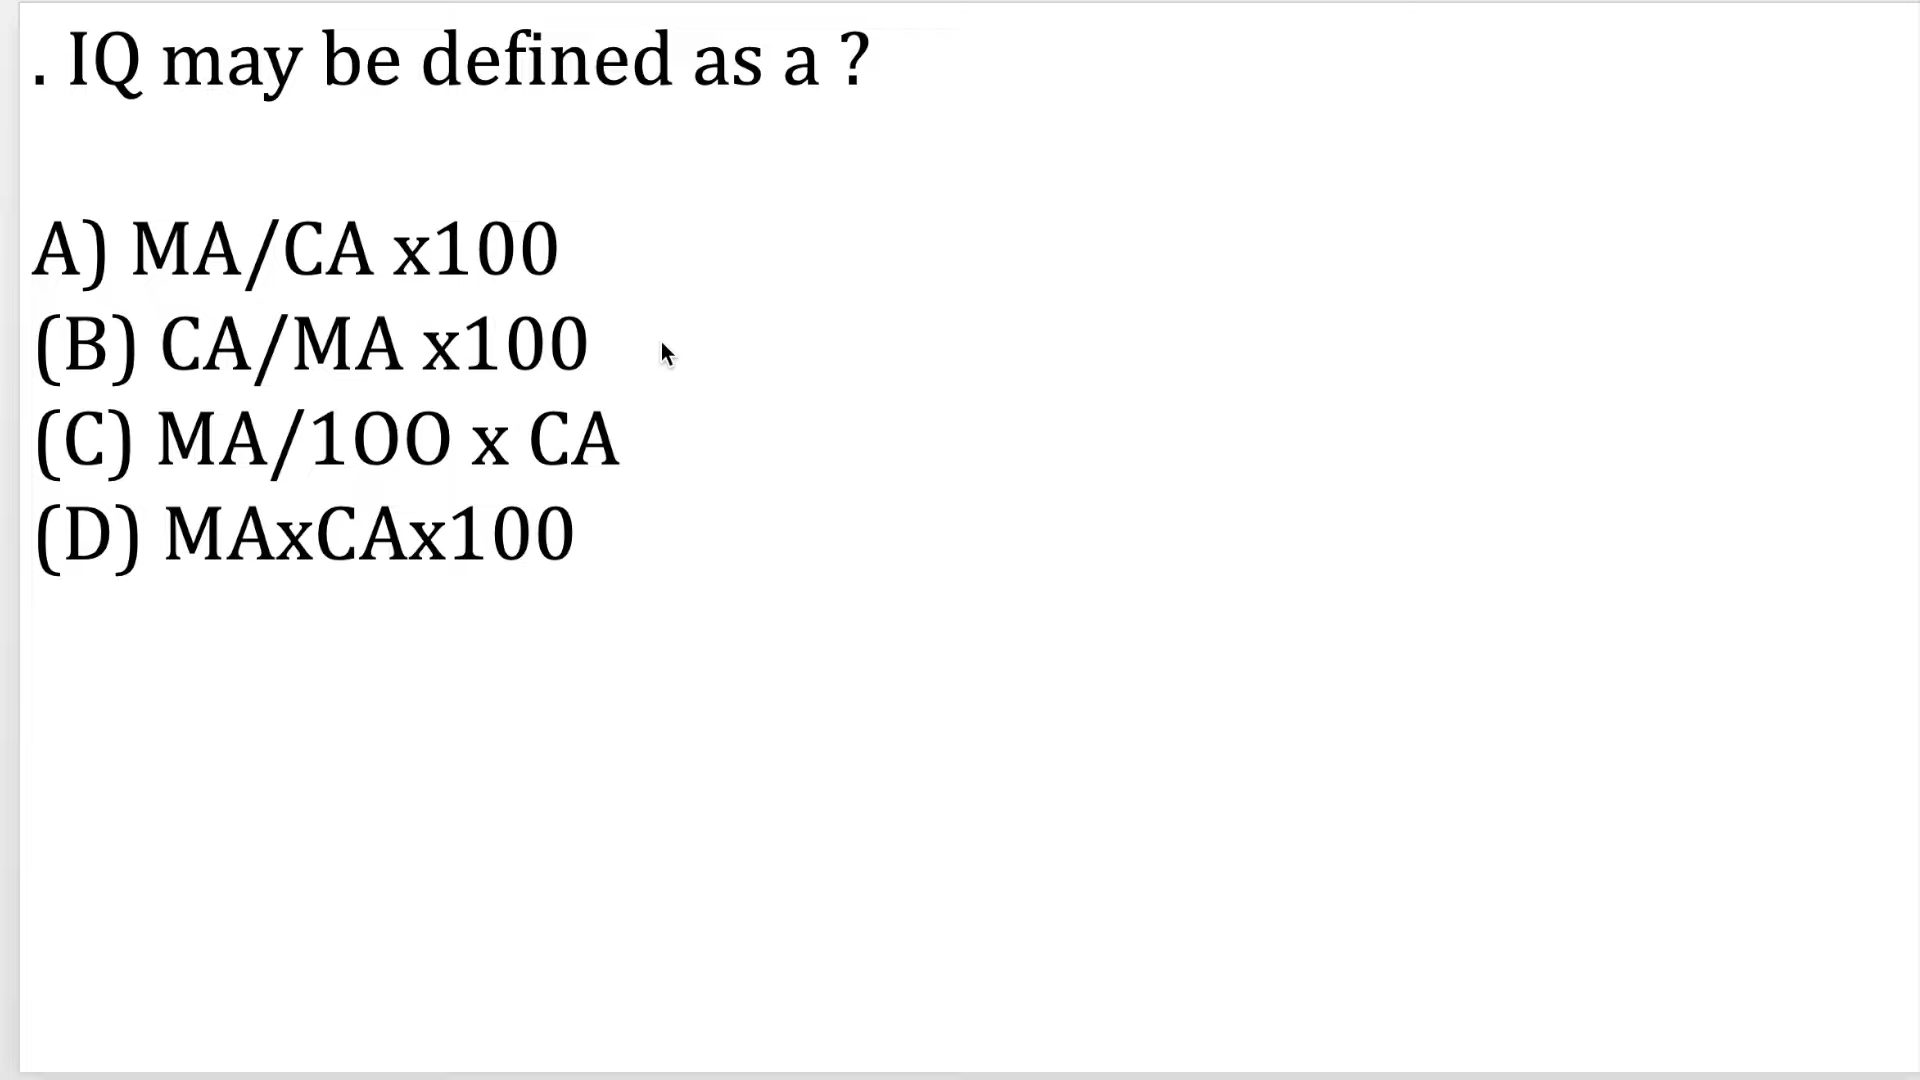 . IQ may be defined as a ?
A) MA/CA x100
(B) CA/MA x100
(C) MA/1OO x CA
(D) MAxCAx100